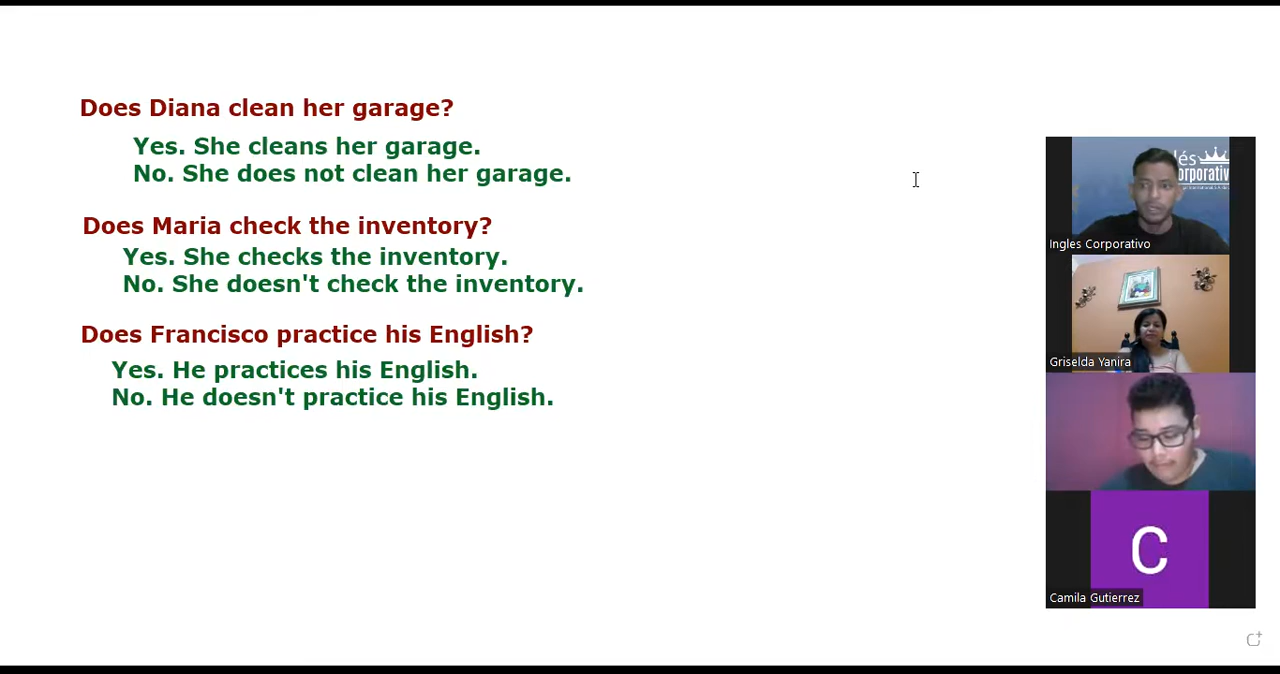 Does Diana clean her garage?
Yes. She cleans her garage.
No. She does not clean her garage.
Does Maria check the inventory?
Yes. She checks the inventory.
No. She doesn't check the inventory.
Does Francisco practice his English?
Yes. He practices his English.
No. He doesn't practice his English.
Ingles Corporativo
Griselda Yanira
C
Camila Gutierrez